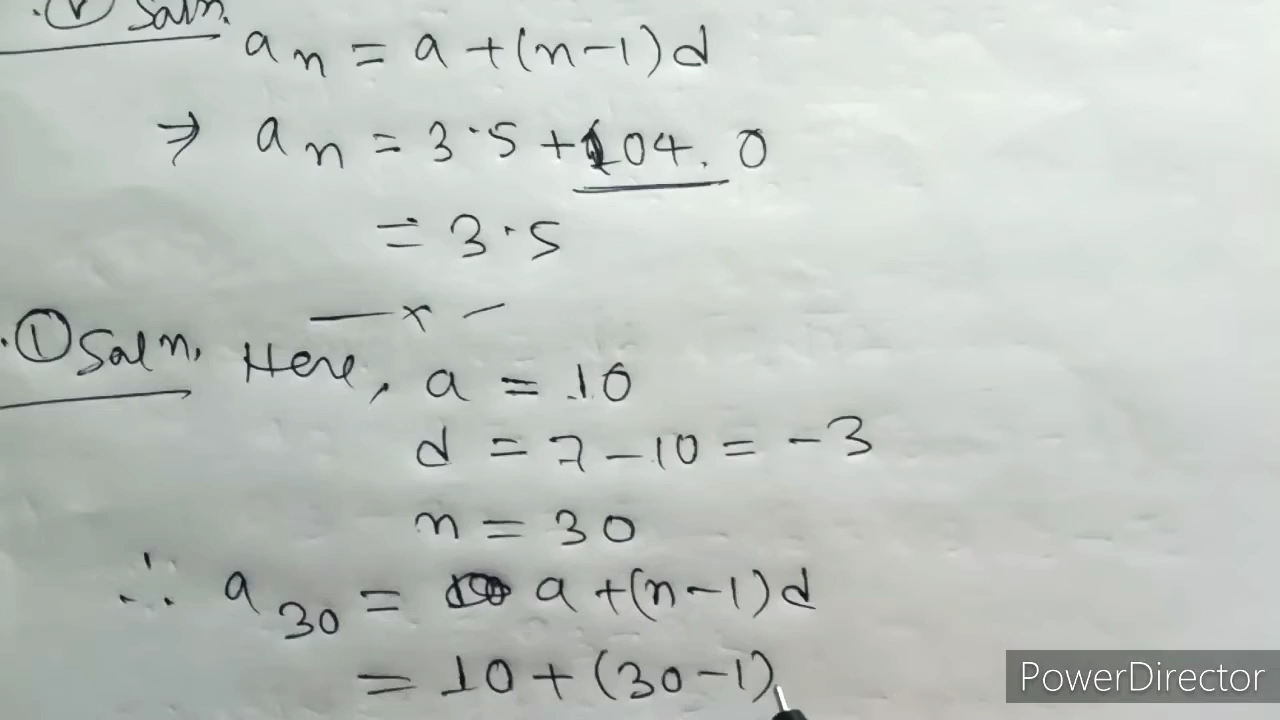 (v) Soln.
aₙ = a + (n-1)d
⇒ aₙ = 3.5 + 104.0
= 3.5
— x —
.① Soln. Here, a = 10
d = 7 - 10 = -3
n = 30
∴ a₃₀ = a + (n-1)d
= 10 + (30-1)
PowerDirector